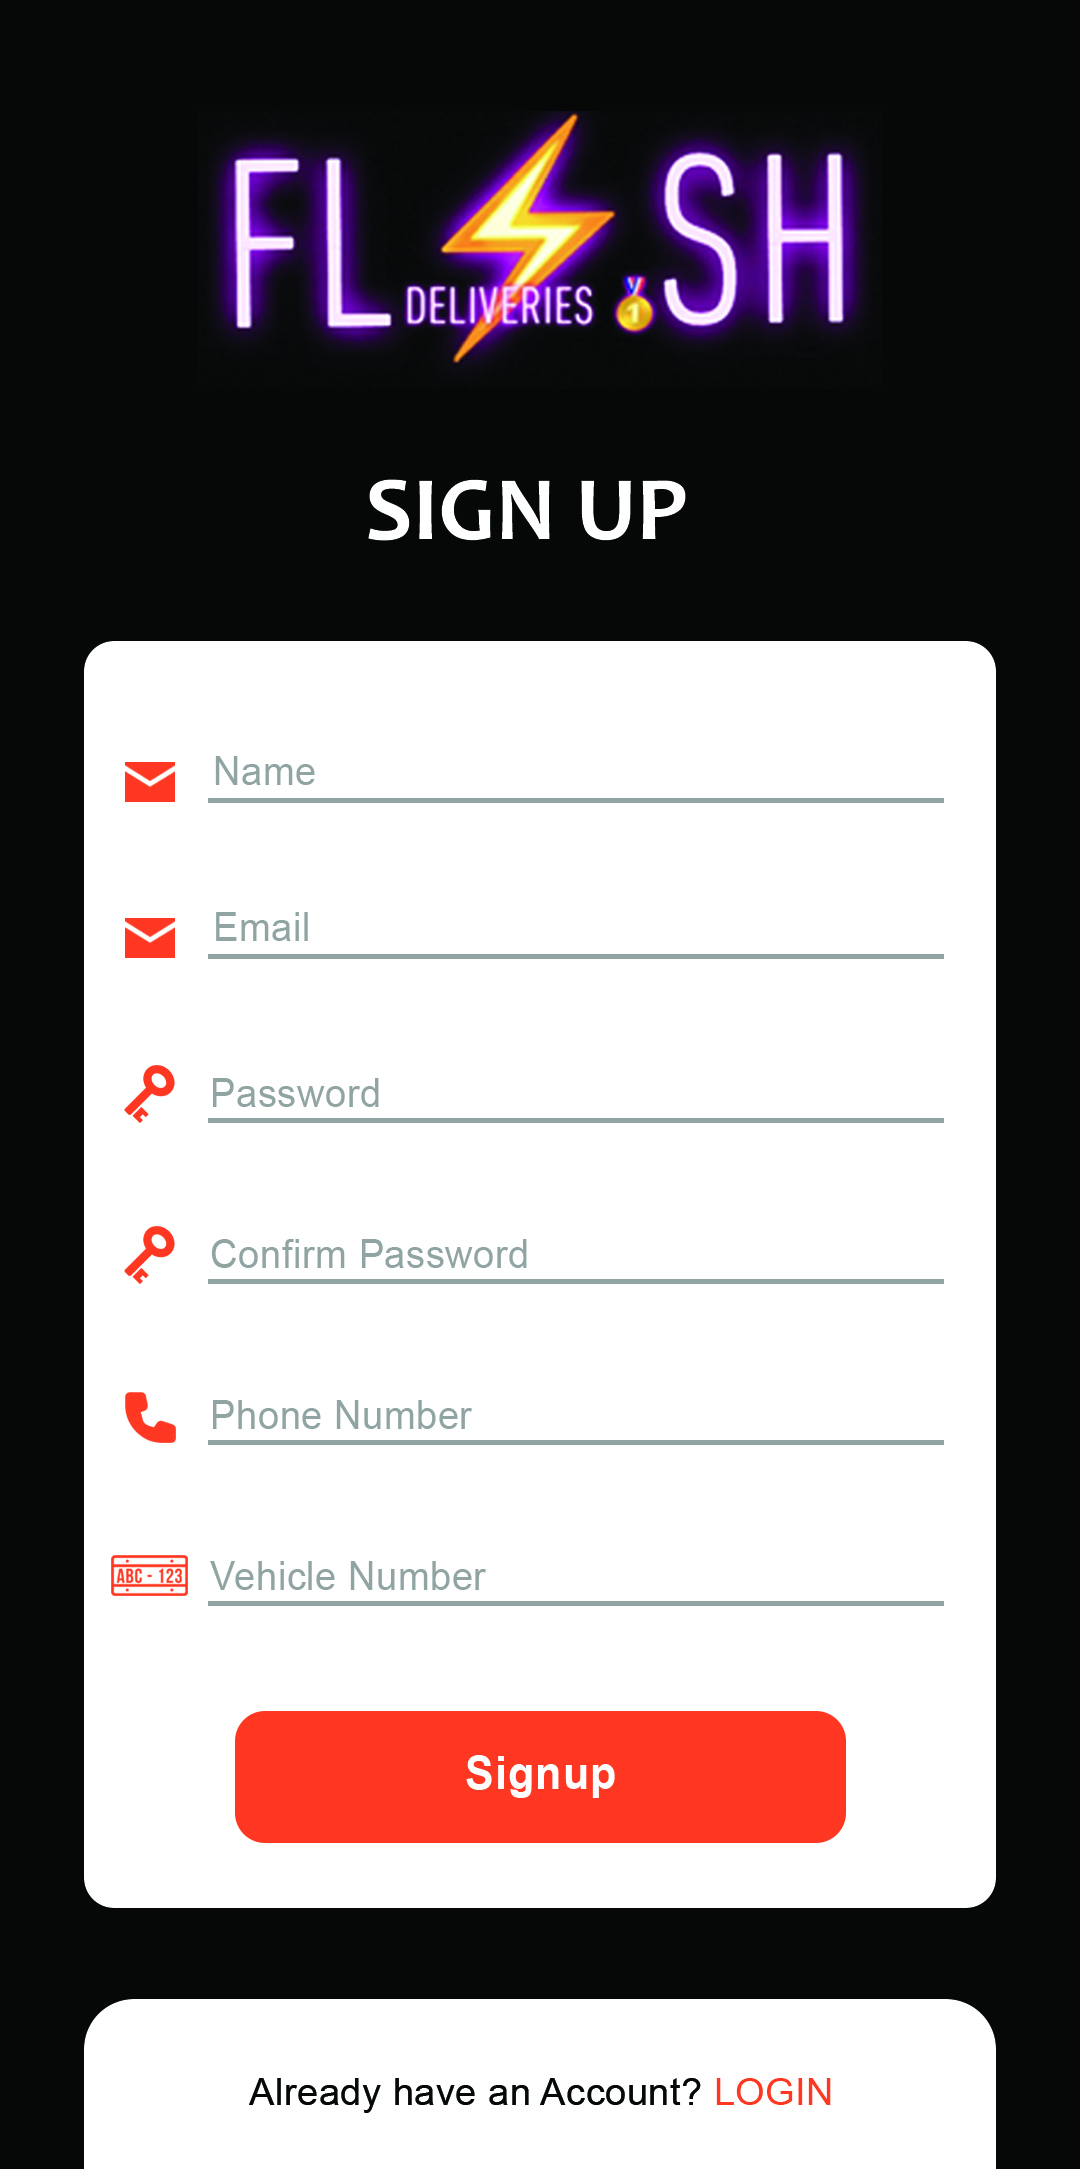 FL SH
DELIVERIES 1
SIGN UP
Name
Email
Password
Confirm Password
Phone Number
ABC - 123 Vehicle Number
Signup
Already have an Account? LOGIN